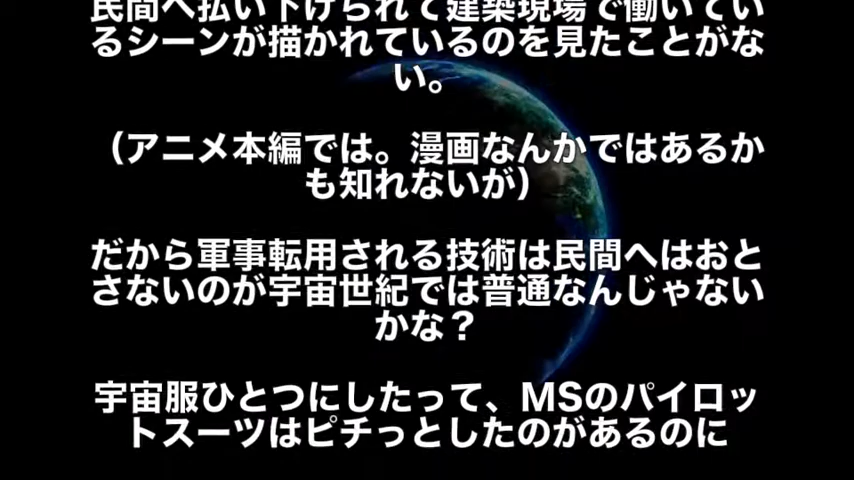 民間へ払い下げられて建築現場で働いてい
るシーンが描かれているのを見たことがな
い。
（アニメ本編では。漫画なんかではあるか
も知れないが）
だから軍事転用される技術は民間へはおと
さないのが宇宙世紀では普通なんじゃない
かな？
宇宙服ひとつにしたって、MSのパイロッ
トスーツはピチっとしたのがあるのに